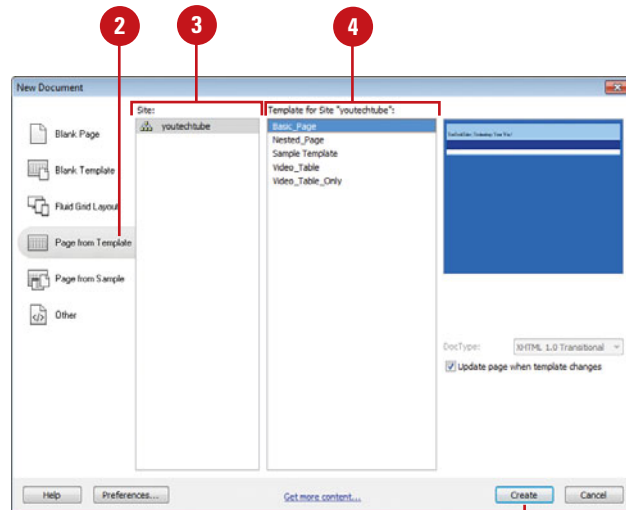 2
3
4
New Document
Site:
Template for Site "youtechtube":
Blank Page
Blank Template
Fluid Grid Layout
Page from Template
Page from Sample
Other
youtechtube
Basic_Page
Nested_Page
Sample Template
Video_Table
Video_Table_Only
DocType:
XHTML 1.0 Transitional
Update page when template changes
Help
Preferences...
Get more content...
Create
Cancel